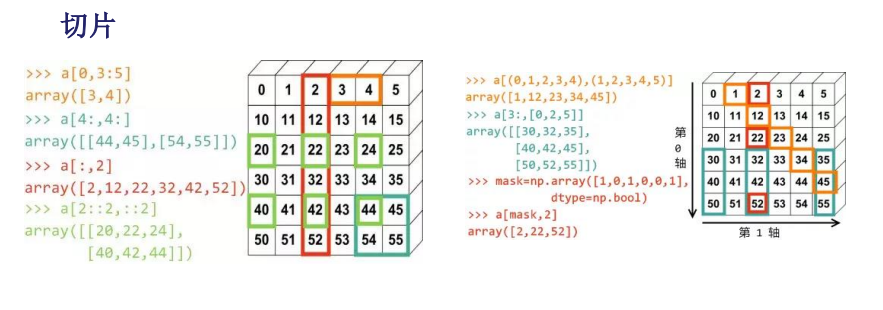 切片
>>> a[0,3:5]
array([3,4])
>>> a[4:,4:]
array([[44,45],[54,55]])
>>> a[:,2]
array([2,12,22,32,42,52])
>>> a[2::2,::2]
array([[20,22,24],
[40,42,44]])
0 1 2 3 4 5
10 11 12 13 14 15
20 21 22 23 24 25
30 31 32 33 34 35
40 41 42 43 44 45
50 51 52 53 54 55
>>> a[(0,1,2,3,4),(1,2,3,4,5)]
array([1,12,23,34,45])
>>> a[3:,[0,2,5]]
array([[30,32,35],
[40,42,45],
[50,52,55]])
>>> mask=np.array([1,0,1,0,0,1],
dtype=np.bool)
>>> a[mask,2]
array([2,22,52])
第0轴
0 1 2 3 4 5
10 11 12 13 14 15
20 21 22 23 24 25
30 31 32 33 34 35
40 41 42 43 44 45
50 51 52 53 54 55
第 1 轴